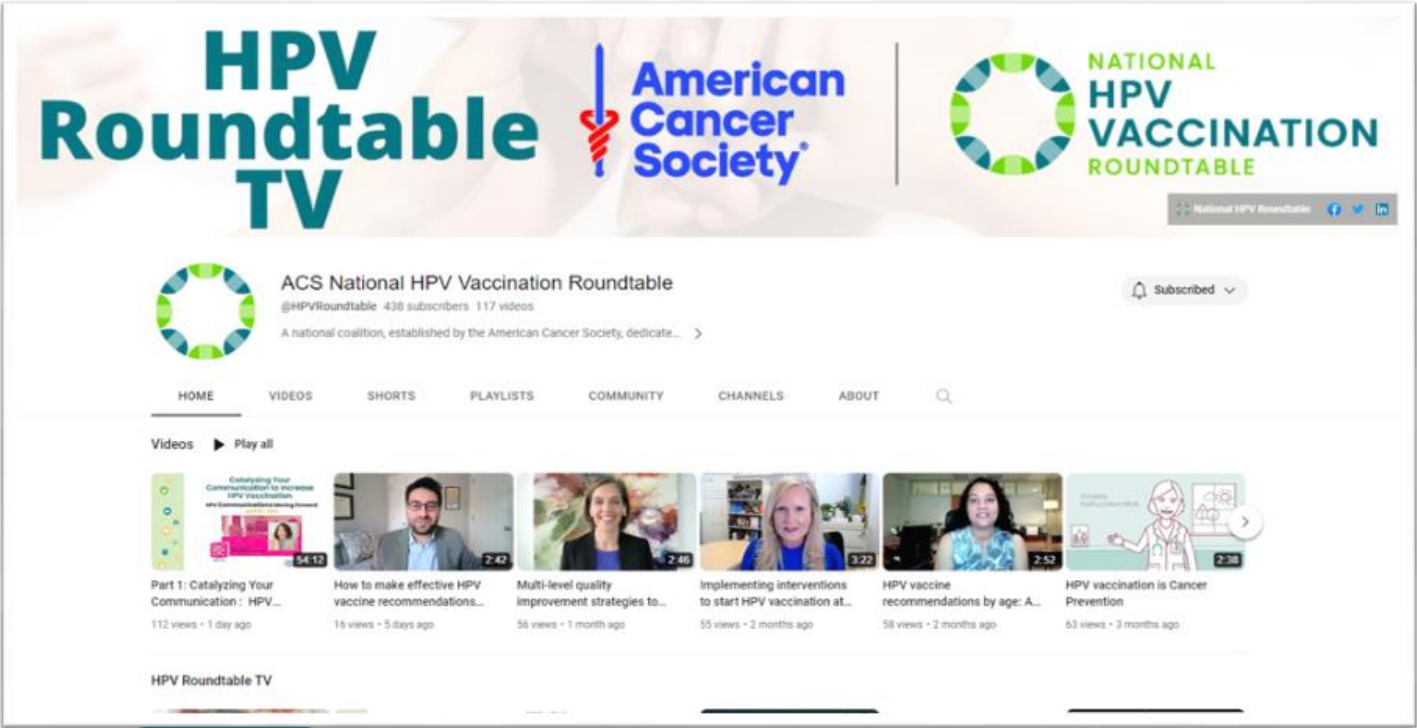 HPV
Roundtable
TV
American
Cancer
Society®
NATIONAL
HPV
VACCINATION
ROUNDTABLE
National HPV Roundtable
ACS National HPV Vaccination Roundtable
@HPVRoundtable 438 subscribers 117 videos
A national coalition, established by the American Cancer Society, dedicate...
Subscribed
HOME VIDEOS SHORTS PLAYLISTS COMMUNITY CHANNELS ABOUT
Videos Play all
Catalyzing Your
Communication to Increase
HPV Vaccination
54:12
2:42
2:46
3:22
2:52
2:38
Part 1: Catalyzing Your
Communication : HPV...
112 views • 1 day ago
How to make effective HPV
vaccine recommendations...
16 views • 5 days ago
Multi-level quality
improvement strategies to...
56 views • 1 month ago
Implementing interventions
to start HPV vaccination at...
55 views • 2 months ago
HPV vaccine
recommendations by age: A...
58 views • 2 months ago
HPV vaccination is Cancer
Prevention
63 views • 3 months ago
HPV Roundtable TV